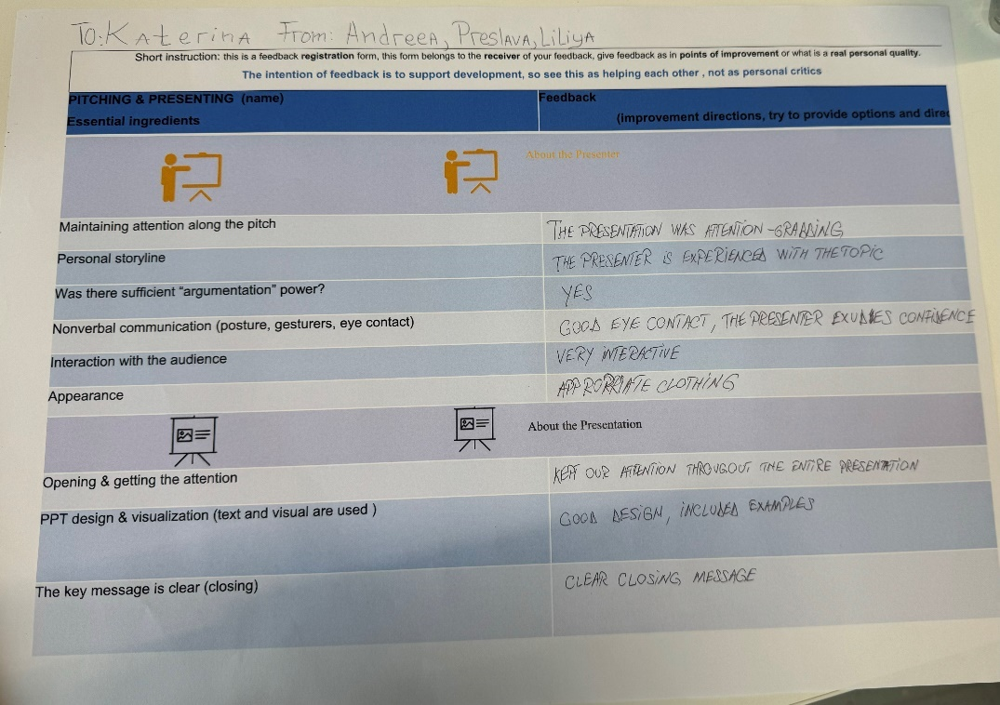 To: Katerina From: Andreea, Preslava, Liliya
Short instruction: this is a feedback registration form, this form belongs to the receiver of your feedback, give feedback as in points of improvement or what is a real personal quality.
The intention of feedback is to support development, so see this as helping each other , not as personal critics
PITCHING & PRESENTING (name)
Essential ingredients
Feedback
(improvement directions, try to provide options and direc
About the Presenter
Maintaining attention along the pitch
THE PRESENTATION WAS ATTENTION-GRABBING
Personal storyline
THE PRESENTER IS EXPERIENCED WITH THE TOPIC
Was there sufficient “argumentation” power?
YES
Nonverbal communication (posture, gesturers, eye contact)
GOOD EYE CONTACT, THE PRESENTER EXUDES CONFIDENCE
Interaction with the audience
VERY INTERACTIVE
Appearance
APPROPRIATE CLOTHING
About the Presentation
Opening & getting the attention
KEPT OUR ATTENTION THROUGOUT THE ENTIRE PRESENTATION
PPT design & visualization (text and visual are used )
GOOD DESIGN, INCLUDED EXAMPLES
The key message is clear (closing)
CLEAR CLOSING MESSAGE